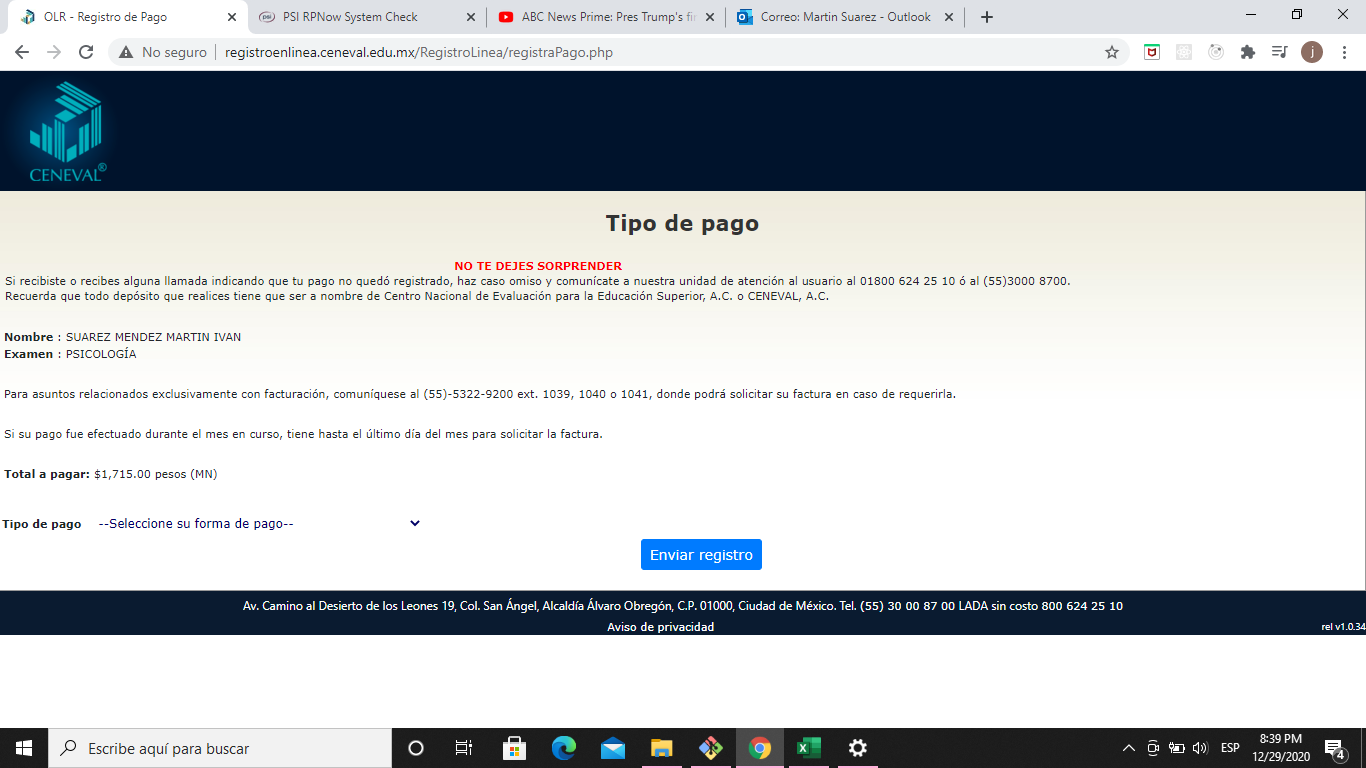 OLR - Registro de Pago
PSI RPNow System Check
ABC News Prime: Pres Trump's fir
Correo: Martin Suarez - Outlook
No seguro
registroenlinea.ceneval.edu.mx/RegistroLinea/registraPago.php
j
CENEVAL®
Tipo de pago
NO TE DEJES SORPRENDER
Si recibiste o recibes alguna llamada indicando que tu pago no quedó registrado, haz caso omiso y comunícate a nuestra unidad de atención al usuario al 01800 624 25 10 ó al (55)3000 8700.
Recuerda que todo depósito que realices tiene que ser a nombre de Centro Nacional de Evaluación para la Educación Superior, A.C. o CENEVAL, A.C.
Nombre : SUAREZ MENDEZ MARTIN IVAN
Examen : PSICOLOGÍA
Para asuntos relacionados exclusivamente con facturación, comuníquese al (55)-5322-9200 ext. 1039, 1040 o 1041, donde podrá solicitar su factura en caso de requerirla.
Si su pago fue efectuado durante el mes en curso, tiene hasta el último día del mes para solicitar la factura.
Total a pagar: $1,715.00 pesos (MN)
Tipo de pago --Seleccione su forma de pago--
Enviar registro
Av. Camino al Desierto de los Leones 19, Col. San Ángel, Alcaldía Álvaro Obregón, C.P. 01000, Ciudad de México. Tel. (55) 30 00 87 00 LADA sin costo 800 624 25 10
Aviso de privacidad
rel v1.0.34
Escribe aquí para buscar
ESP
8:39 PM
12/29/2020
4